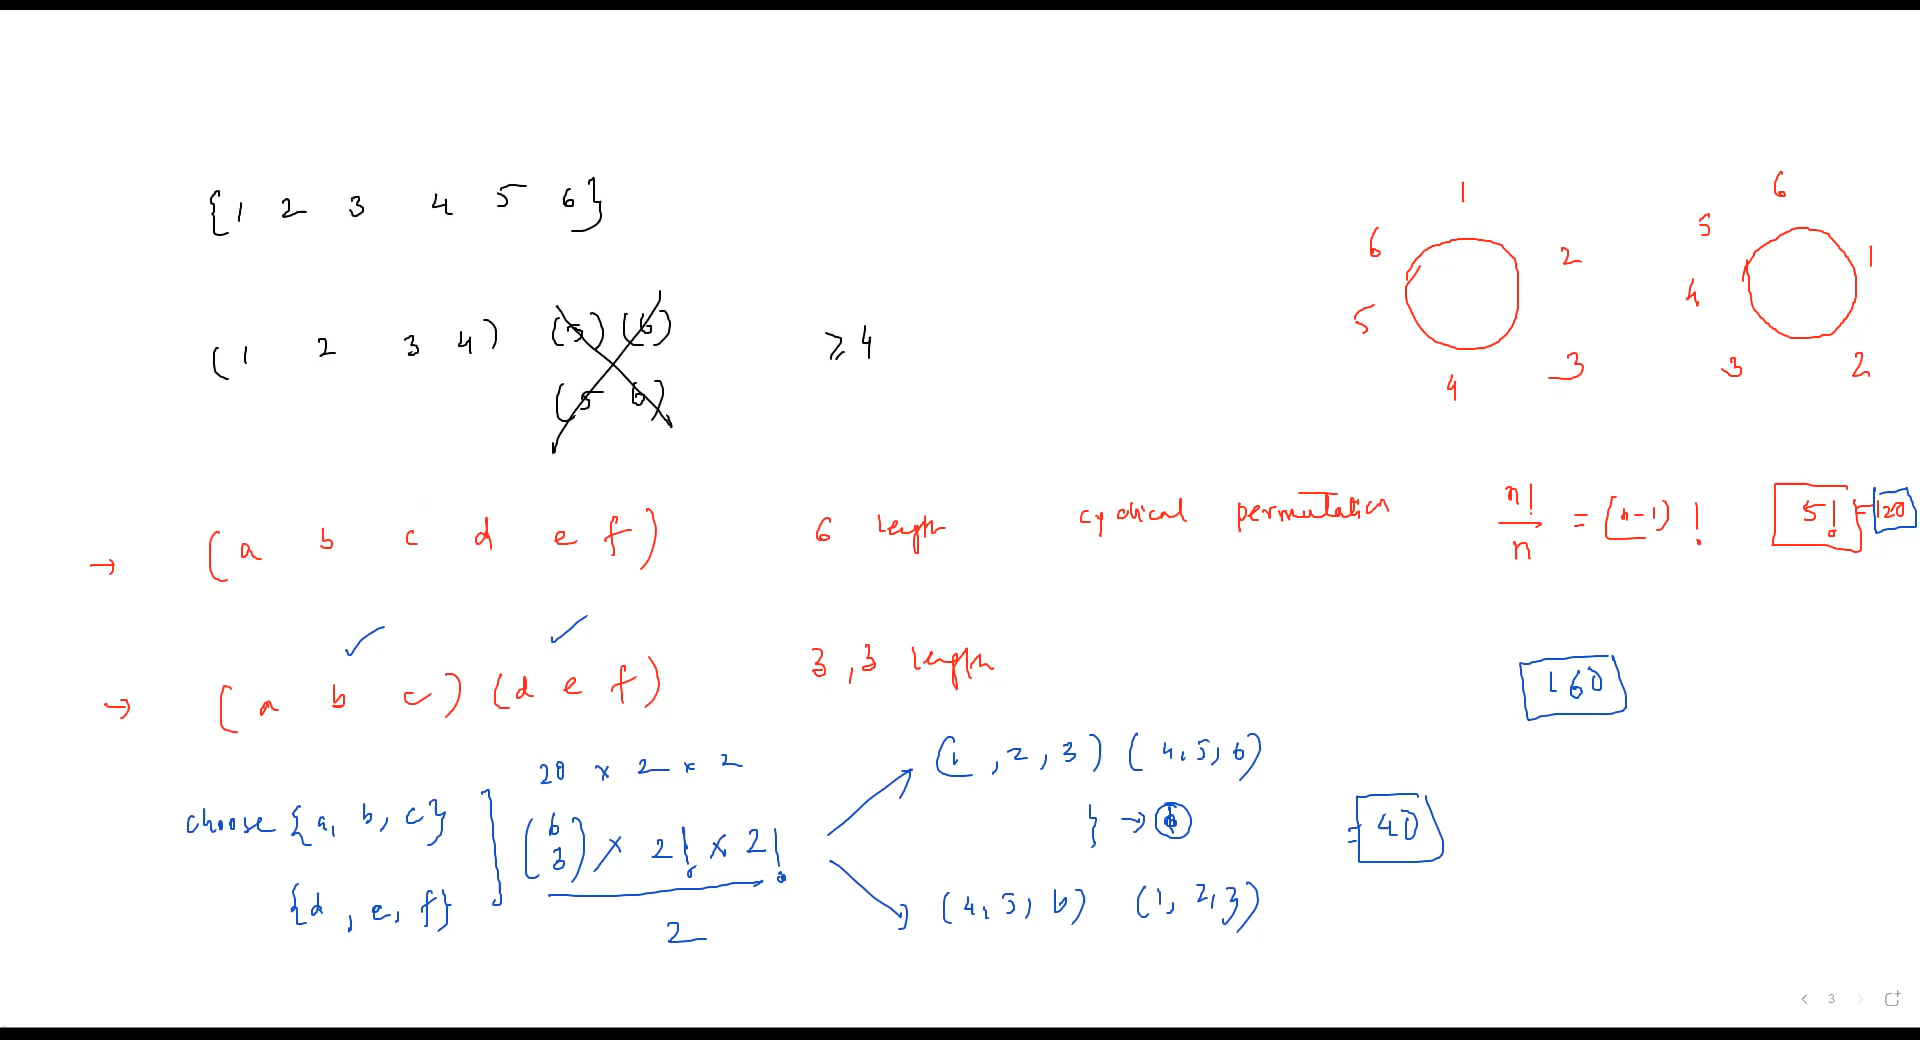 {1 2 3 4 5 6}
1
6 2
5 3
4
6
5 1
4
3 2
(1 2 3 4) (5) (6) ≥ 4
(5 6)
→ (a b c d e f) 6 length cyclical permutation n!/n = (n-1)! 5! = 120
→ (a b c) (d e f) 3,3 length 160
20 × 2 × 2 (1, 2, 3) (4, 5, 6)
choose {a, b, c} ] (6 3) × 2! × 2! } → = 40
{d, e, f} 2 (4, 5, 6) (1, 2, 3)
3